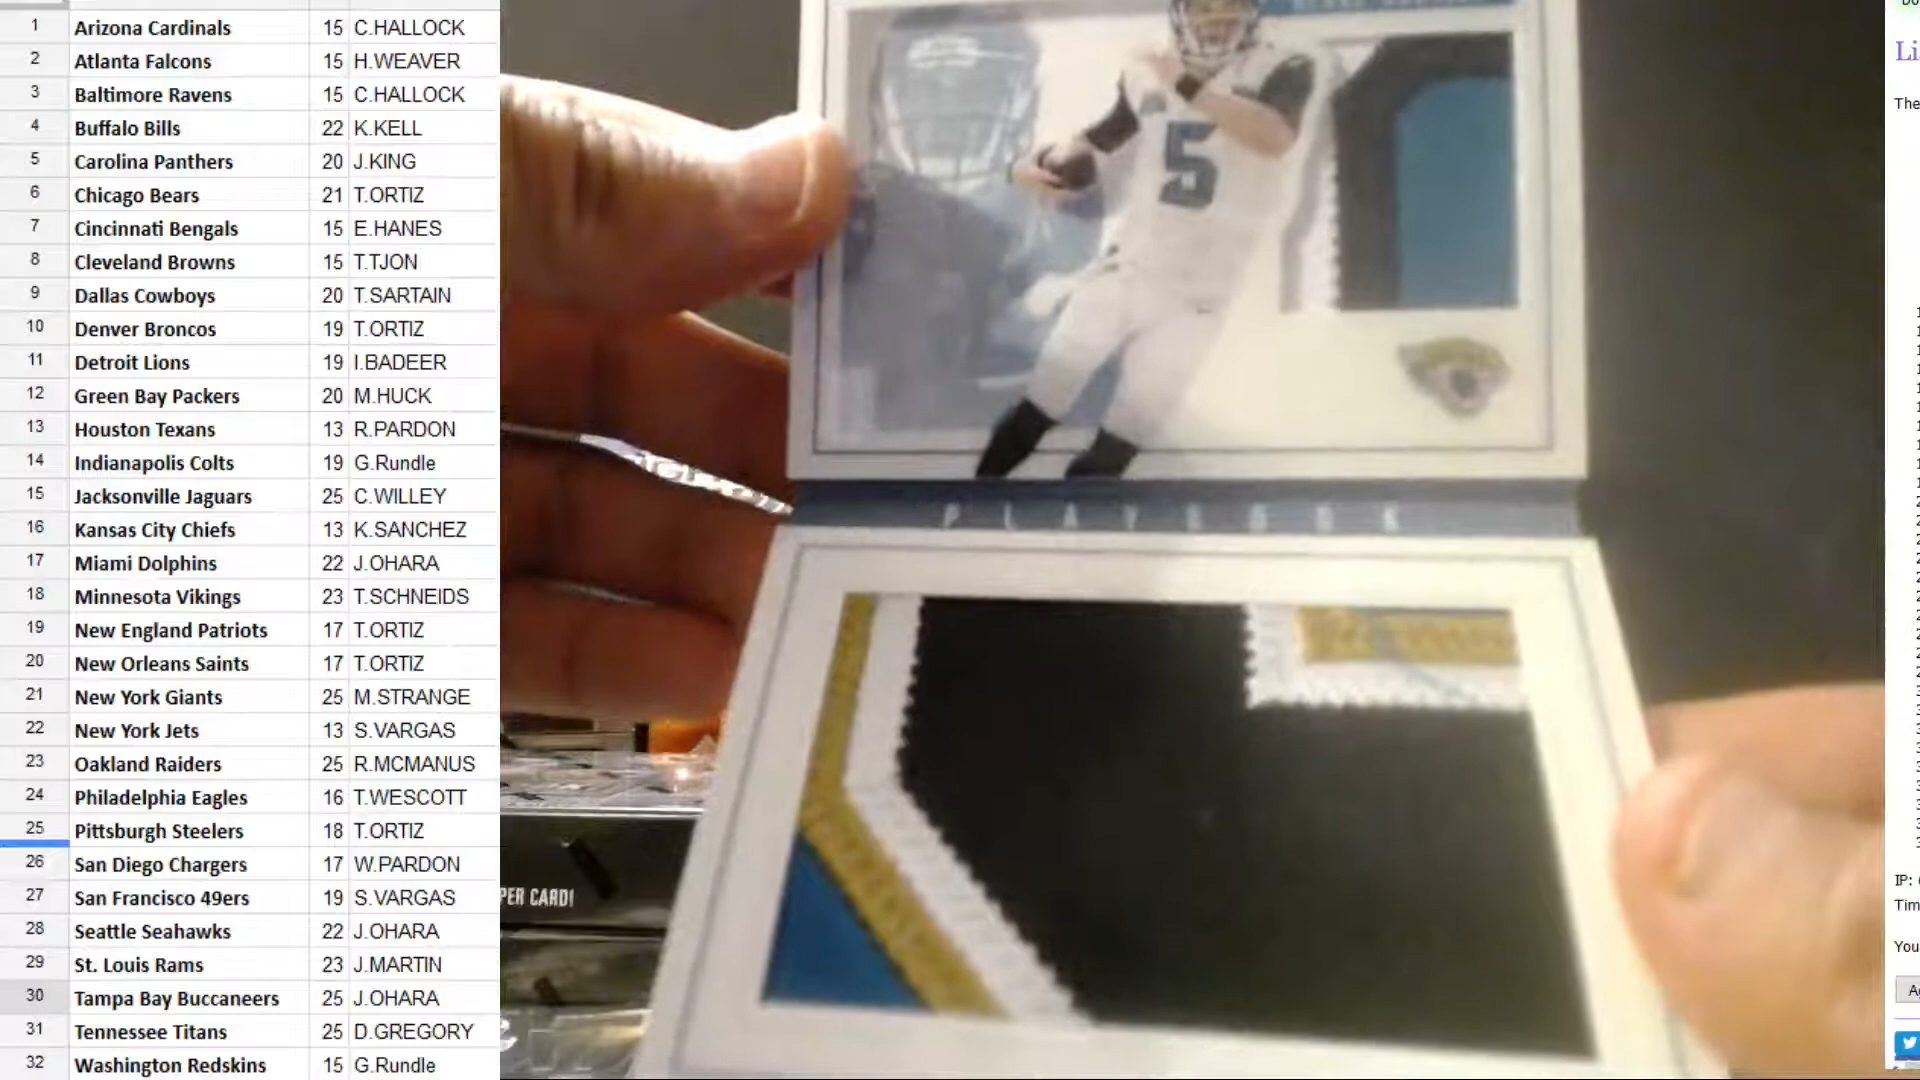 1 Arizona Cardinals 15 C.HALLOCK
2 Atlanta Falcons 15 H.WEAVER
3 Baltimore Ravens 15 C.HALLOCK
4 Buffalo Bills 22 K.KELL
5 Carolina Panthers 20 J.KING
6 Chicago Bears 21 T.ORTIZ
7 Cincinnati Bengals 15 E.HANES
8 Cleveland Browns 15 T.TJON
9 Dallas Cowboys 20 T.SARTAIN
10 Denver Broncos 19 T.ORTIZ
11 Detroit Lions 19 I.BADEER
12 Green Bay Packers 20 M.HUCK
13 Houston Texans 13 R.PARDON
14 Indianapolis Colts 19 G.Rundle
15 Jacksonville Jaguars 25 C.WILLEY
16 Kansas City Chiefs 13 K.SANCHEZ
17 Miami Dolphins 22 J.OHARA
18 Minnesota Vikings 23 T.SCHNEIDS
19 New England Patriots 17 T.ORTIZ
20 New Orleans Saints 17 T.ORTIZ
21 New York Giants 25 M.STRANGE
22 New York Jets 13 S.VARGAS
23 Oakland Raiders 25 R.MCMANUS
24 Philadelphia Eagles 16 T.WESCOTT
25 Pittsburgh Steelers 18 T.ORTIZ
26 San Diego Chargers 17 W.PARDON
27 San Francisco 49ers 19 S.VARGAS
28 Seattle Seahawks 22 J.OHARA
29 St. Louis Rams 23 J.MARTIN
30 Tampa Bay Buccaneers 25 J.OHARA
31 Tennessee Titans 25 D.GREGORY
32 Washington Redskins 15 G.Rundle
5
PLAYBOOK
PER CARD!
Li
The
IP:
Tim
You